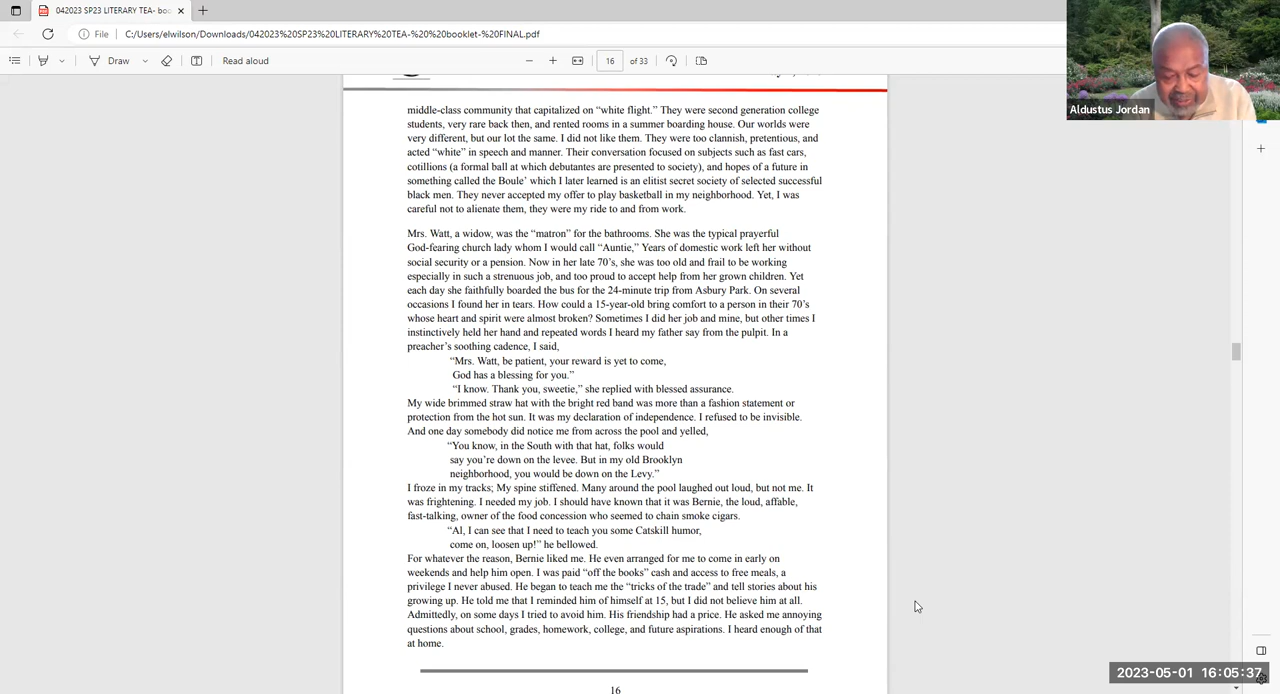 042023 SP23 LITERARY TEA- boo
File
C:/Users/elwilson/Downloads/042023%20SP23%20LITERARY%20TEA-%20%20booklet-%20FINAL.pdf
Draw
Read aloud
16
of 33
Aldustus Jordan
middle-class community that capitalized on “white flight.” They were second generation college
students, very rare back then, and rented rooms in a summer boarding house. Our worlds were
very different, but our lot the same. I did not like them. They were too clannish, pretentious, and
acted “white” in speech and manner. Their conversation focused on subjects such as fast cars,
cotillions (a formal ball at which debutantes are presented to society), and hopes of a future in
something called the Boule’ which I later learned is an elitist secret society of selected successful
black men. They never accepted my offer to play basketball in my neighborhood. Yet, I was
careful not to alienate them, they were my ride to and from work.
Mrs. Watt, a widow, was the “matron” for the bathrooms. She was the typical prayerful
God-fearing church lady whom I would call “Auntie,” Years of domestic work left her without
social security or a pension. Now in her late 70’s, she was too old and frail to be working
especially in such a strenuous job, and too proud to accept help from her grown children. Yet
each day she faithfully boarded the bus for the 24-minute trip from Asbury Park. On several
occasions I found her in tears. How could a 15-year-old bring comfort to a person in their 70’s
whose heart and spirit were almost broken? Sometimes I did her job and mine, but other times I
instinctively held her hand and repeated words I heard my father say from the pulpit. In a
preacher’s soothing cadence, I said,
“Mrs. Watt, be patient, your reward is yet to come,
God has a blessing for you.”
“I know. Thank you, sweetie,” she replied with blessed assurance.
My wide brimmed straw hat with the bright red band was more than a fashion statement or
protection from the hot sun. It was my declaration of independence. I refused to be invisible.
And one day somebody did notice me from across the pool and yelled,
“You know, in the South with that hat, folks would
say you’re down on the levee. But in my old Brooklyn
neighborhood, you would be down on the Levy.”
I froze in my tracks; My spine stiffened. Many around the pool laughed out loud, but not me. It
was frightening. I needed my job. I should have known that it was Bernie, the loud, affable,
fast-talking, owner of the food concession who seemed to chain smoke cigars.
“Al, I can see that I need to teach you some Catskill humor,
come on, loosen up!” he bellowed.
For whatever the reason, Bernie liked me. He even arranged for me to come in early on
weekends and help him open. I was paid “off the books” cash and access to free meals, a
privilege I never abused. He began to teach me the “tricks of the trade” and tell stories about his
growing up. He told me that I reminded him of himself at 15, but I did not believe him at all.
Admittedly, on some days I tried to avoid him. His friendship had a price. He asked me annoying
questions about school, grades, homework, college, and future aspirations. I heard enough of that
at home.
16
2023-05-01 16:05:37